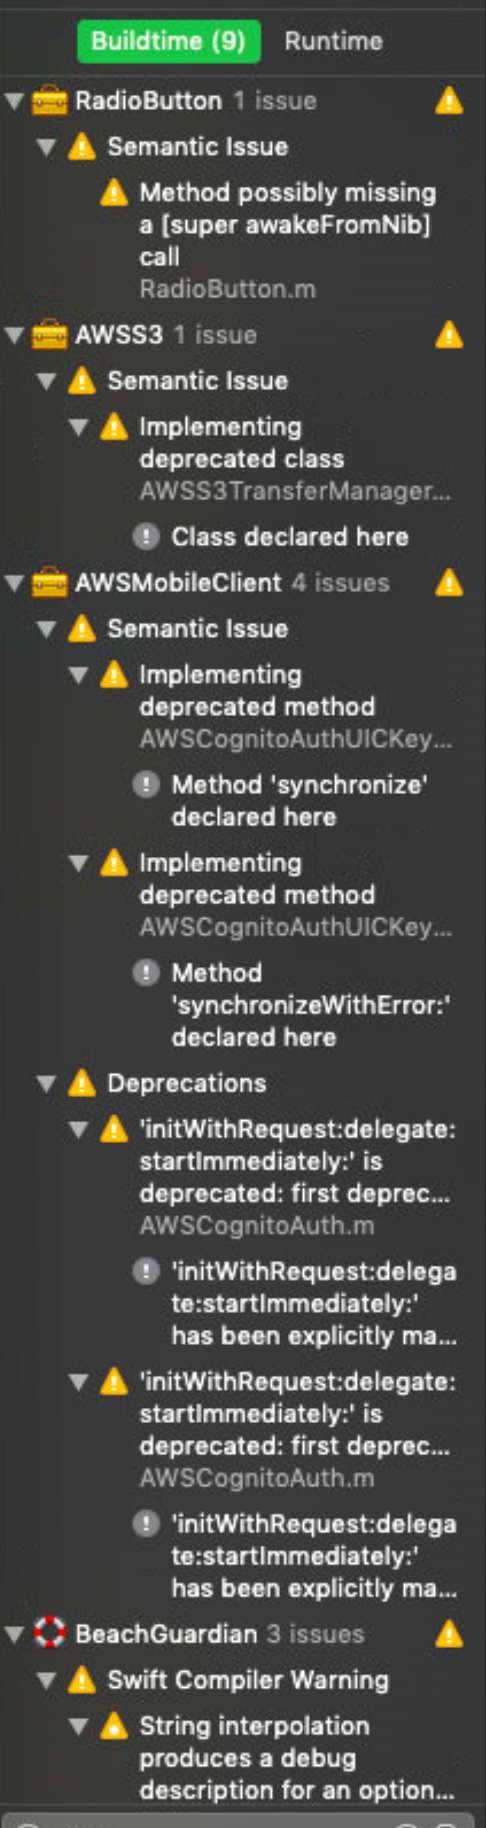 Buildtime (9) Runtime
RadioButton 1 issue
Semantic Issue
Method possibly missing
a [super awakeFromNib]
call
RadioButton.m
AWSS3 1 issue
Semantic Issue
Implementing
deprecated class
AWSS3TransferManager...
Class declared here
AWSMobileClient 4 issues
Semantic Issue
Implementing
deprecated method
AWSCognitoAuthUICKey...
Method 'synchronize'
declared here
Implementing
deprecated method
AWSCognitoAuthUICKey...
Method
'synchronizeWithError:'
declared here
Deprecations
'initWithRequest:delegate:
startImmediately:' is
deprecated: first deprec...
AWSCognitoAuth.m
'initWithRequest:delega
te:startImmediately:'
has been explicitly ma...
'initWithRequest:delegate:
startImmediately:' is
deprecated: first deprec...
AWSCognitoAuth.m
'initWithRequest:delega
te:startImmediately:'
has been explicitly ma...
BeachGuardian 3 issues
Swift Compiler Warning
String interpolation
produces a debug
description for an option...